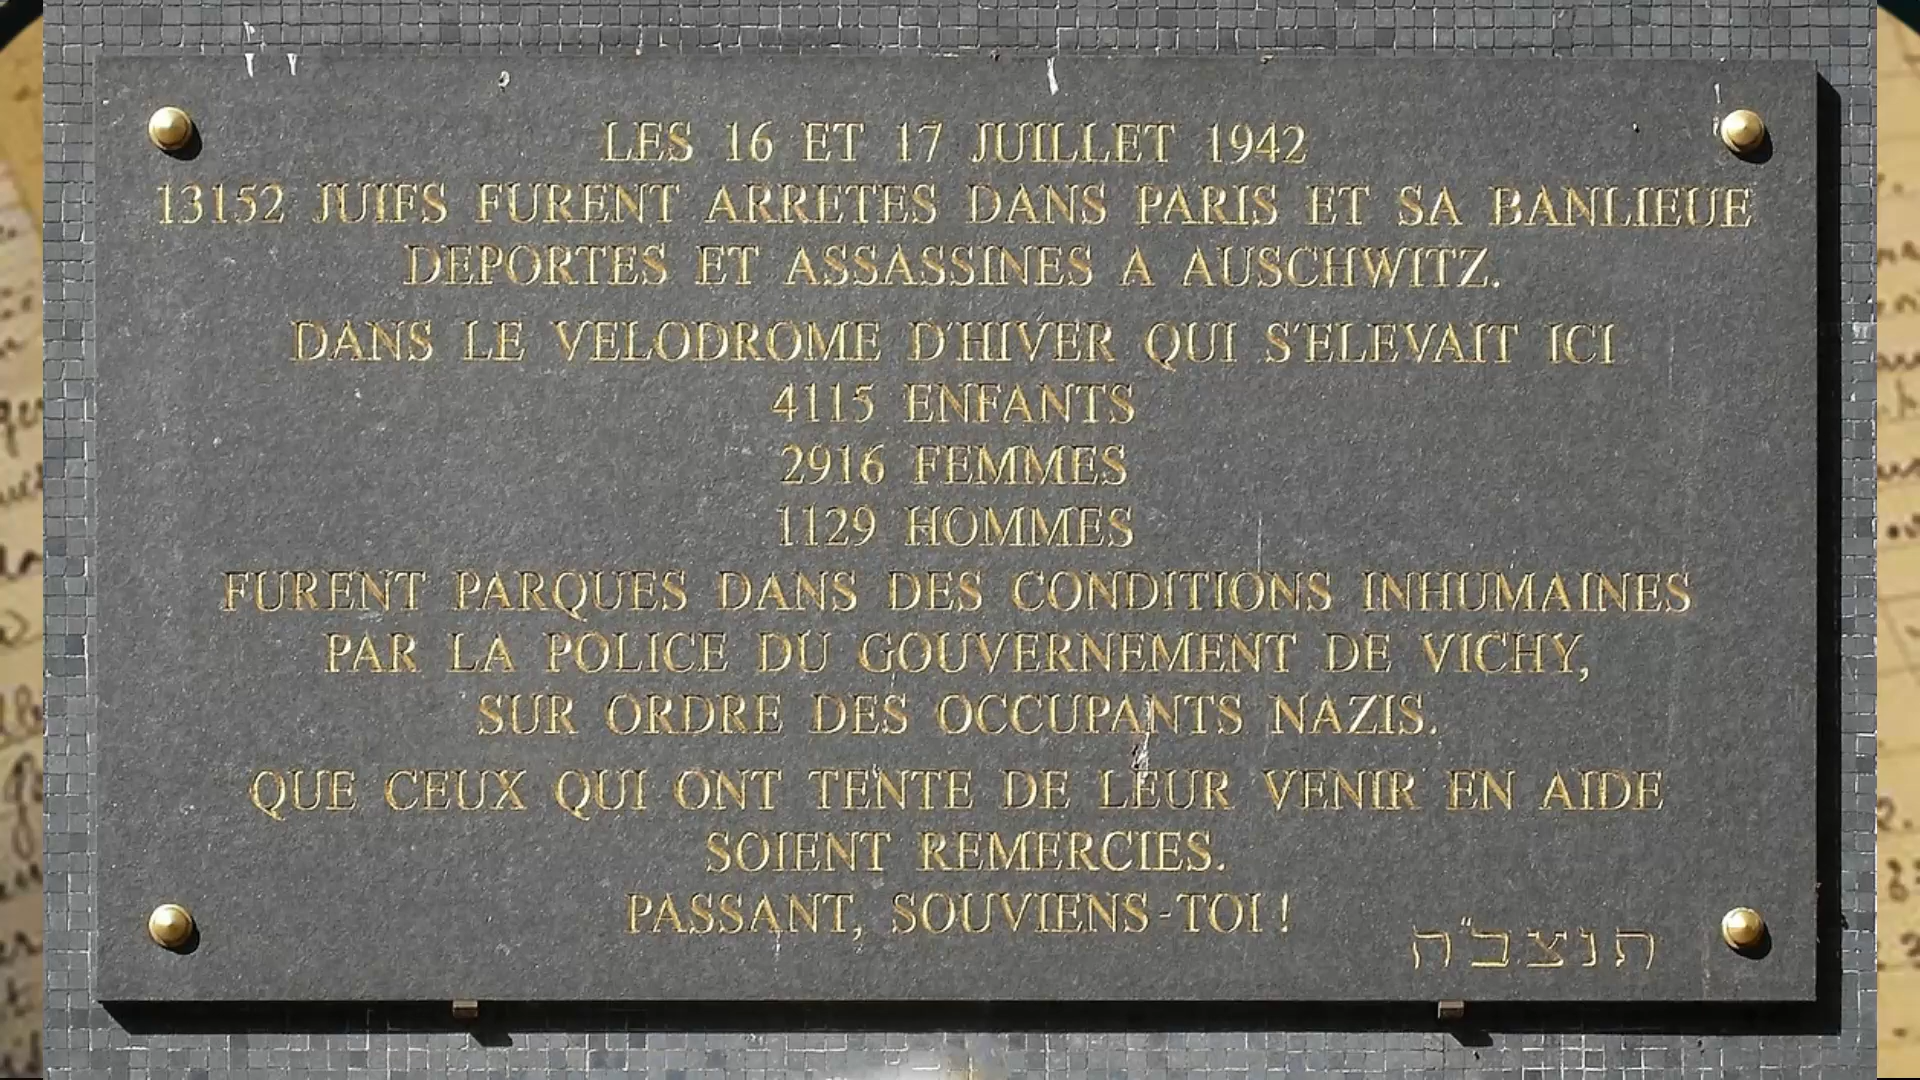 LES 16 ET 17 JUILLET 1942
13152 JUIFS FURENT ARRETES DANS PARIS ET SA BANLIEUE
DEPORTES ET ASSASSINES A AUSCHWITZ.
DANS LE VELODROME D'HIVER QUI S'ELEVAIT ICI
4115 ENFANTS
2916 FEMMES
1129 HOMMES
FURENT PARQUES DANS DES CONDITIONS INHUMAINES
PAR LA POLICE DU GOUVERNEMENT DE VICHY,
SUR ORDRE DES OCCUPANTS NAZIS.
QUE CEUX QUI ONT TENTE DE LEUR VENIR EN AIDE
SOIENT REMERCIES.
PASSANT, SOUVIENS-TOI !
תנצב"ה